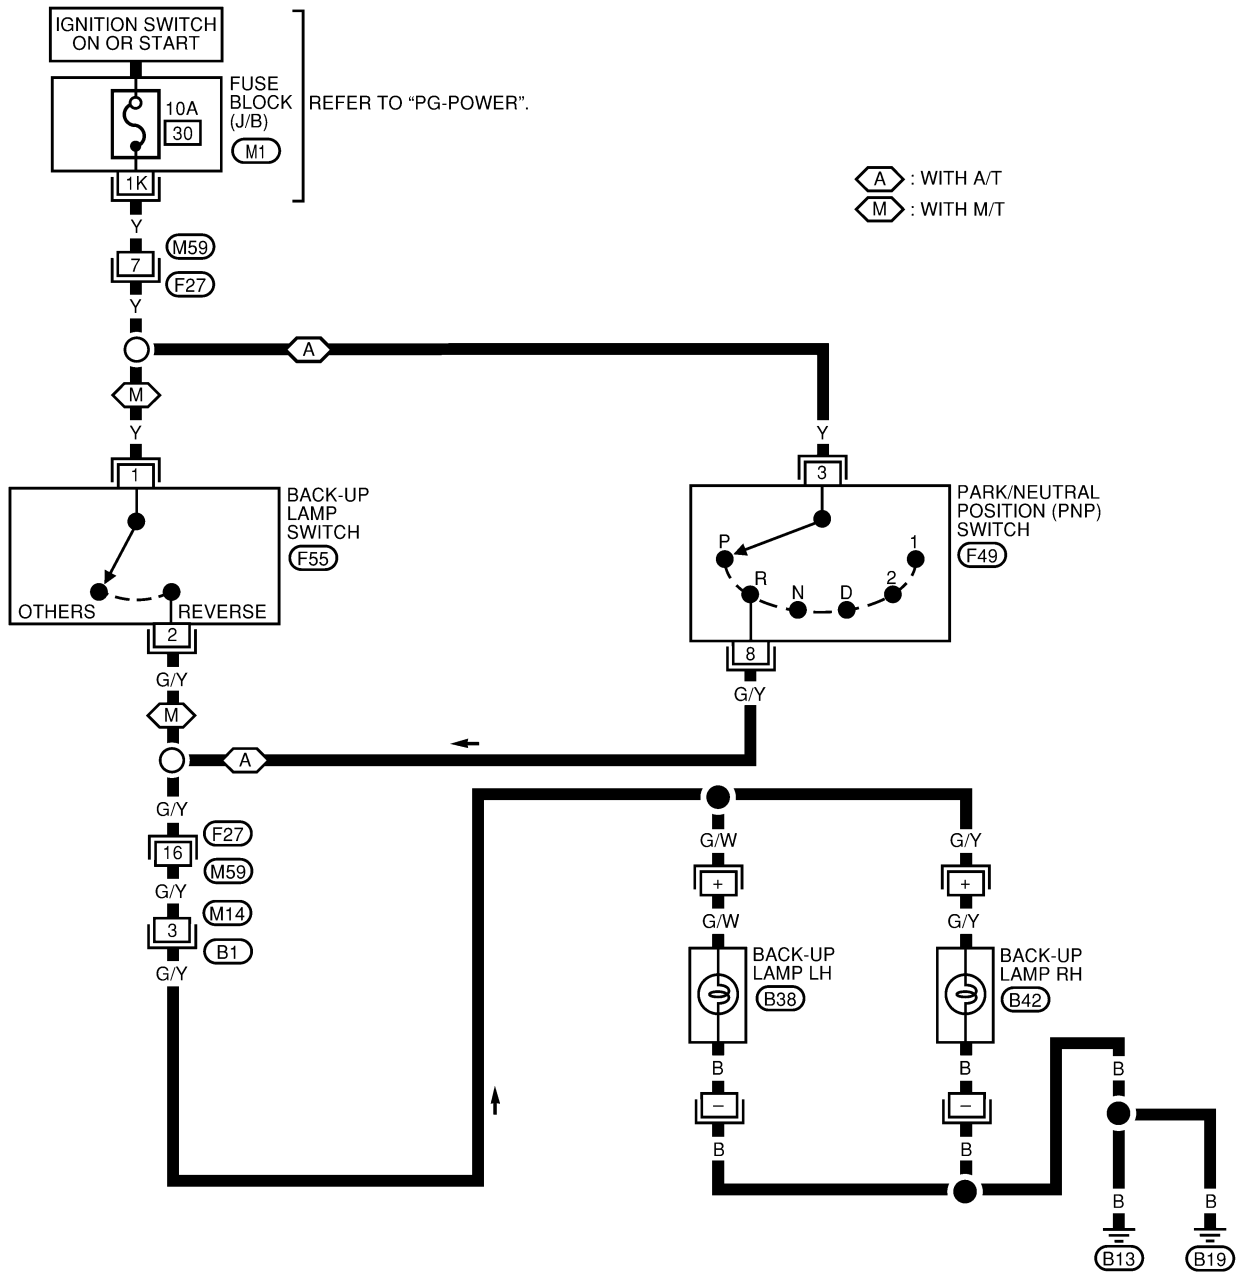 IGNITION SWITCH
ON OR START
FUSE
BLOCK
(J/B)
10A
30
M1
REFER TO “PG-POWER”.
1K
A : WITH A/T
M : WITH M/T
Y
7
M59
F27
Y
A
M
Y
Y
1
3
BACK-UP
LAMP
SWITCH
F55
OTHERS
REVERSE
PARK/NEUTRAL
POSITION (PNP)
SWITCH
F49
P
R
N
D
2
1
2
8
G/Y
G/Y
M
A
G/Y
F27
16
M59
G/Y
M14
3
B1
G/Y
G/W
G/Y
+
+
G/W
G/Y
BACK-UP
LAMP LH
B38
BACK-UP
LAMP RH
B42
B
B
B
–
–
B
B
B
B
B13
B19